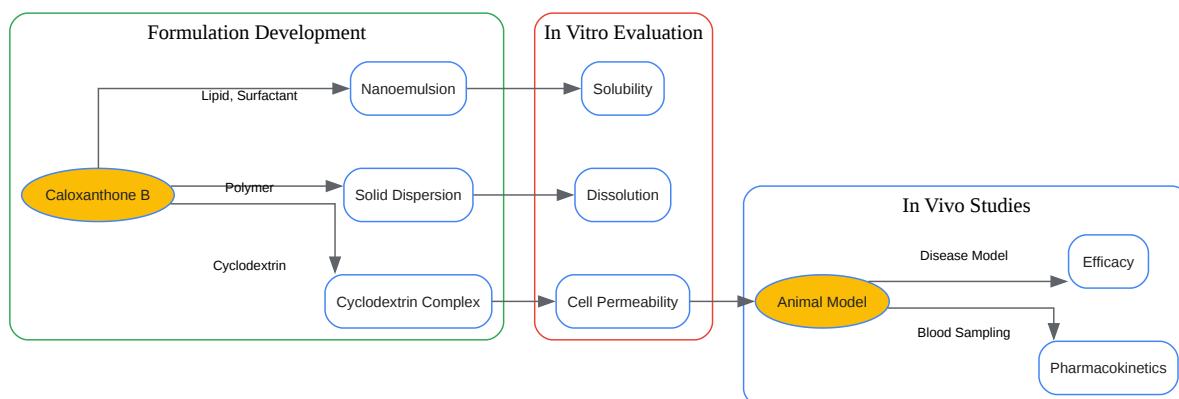 Formulation Development
In Vitro Evaluation
Lipid, Surfactant
Nanoemulsion
Solubility
Caloxanthone B
Polymer
Solid Dispersion
Dissolution
Cyclodextrin
Cyclodextrin Complex
Cell Permeability
In Vivo Studies
Animal Model
Disease Model
Efficacy
Blood Sampling
Pharmacokinetics